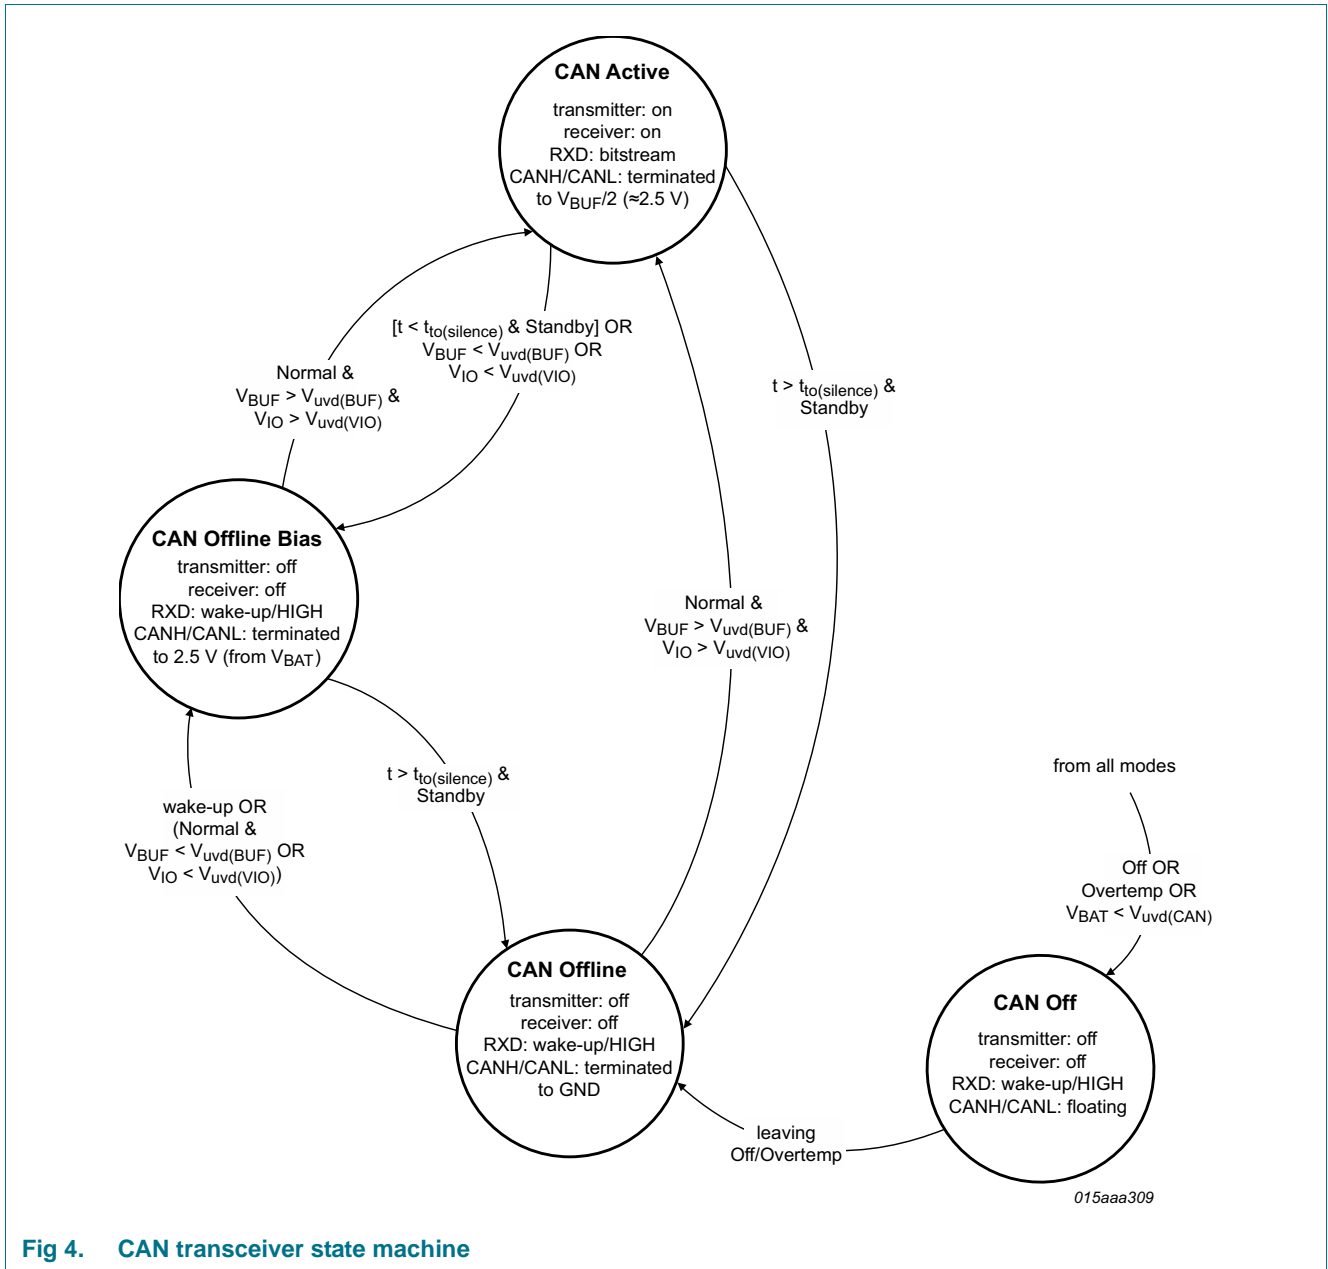 CAN Active
transmitter: on
receiver: on
RXD: bitstream
CANH/CANL: terminated
to VBUF/2 (≈2.5 V)
[t < tto(silence) & Standby] OR
VBUF < Vuvd(BUF) OR
VIO < Vuvd(VIO)
Normal &
VBUF > Vuvd(BUF) &
VIO > Vuvd(VIO)
t > tto(silence) &
Standby
CAN Offline Bias
transmitter: off
receiver: off
RXD: wake-up/HIGH
CANH/CANL: terminated
to 2.5 V (from VBAT)
Normal &
VBUF > Vuvd(BUF) &
VIO > Vuvd(VIO)
t > tto(silence) &
Standby
wake-up OR
(Normal &
VBUF < Vuvd(BUF) OR
VIO < Vuvd(VIO))
from all modes
Off OR
Overtemp OR
VBAT < Vuvd(CAN)
CAN Offline
transmitter: off
receiver: off
RXD: wake-up/HIGH
CANH/CANL: terminated
to GND
CAN Off
transmitter: off
receiver: off
RXD: wake-up/HIGH
CANH/CANL: floating
leaving
Off/Overtemp
015aaa309
Fig 4. CAN transceiver state machine